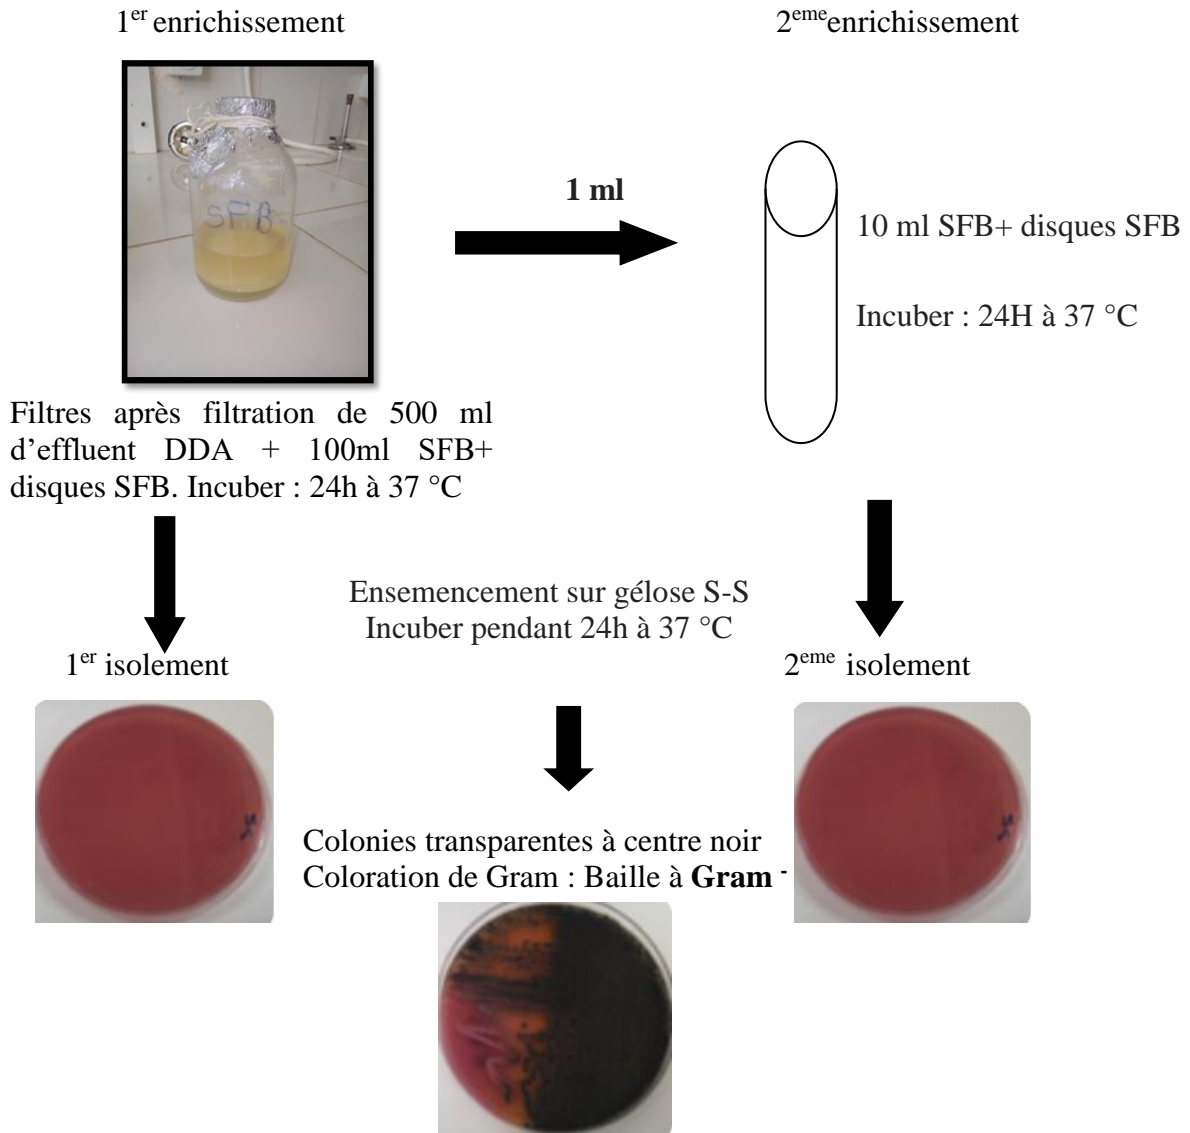 1er enrichissement
2emeenrichissement
SFB
1 ml
10 ml SFB+ disques SFB
Incuber : 24H à 37 °C
Filtres après filtration de 500 ml
d’effluent DDA + 100ml SFB+
disques SFB. Incuber : 24h à 37 °C
Ensemencement sur gélose S-S
Incuber pendant 24h à 37 °C
1er isolement
2eme isolement
Colonies transparentes à centre noir
Coloration de Gram : Baille à Gram -